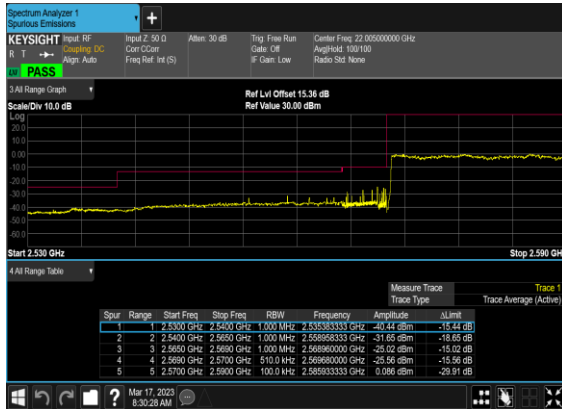 Spectrum Analyzer 1
Spurious Emissions
+
KEYSIGHT Input: RF Input Z: 50 Ω Atten: 30 dB Trig: Free Run Center Freq: 22.005000000 GHz
R T Coupling: DC Corr CCorr Gate: Off Avg|Hold: 100/100
Align: Auto Freq Ref: Int (S) IF Gain: Low Radio Std: None
LV PASS
3 All Range Graph
Ref Lvl Offset 15.36 dB
Scale/Div 10.0 dB Ref Value 30.00 dBm
Log
20.0
10.0
0.00
-10.0
-20.0
-30.0
-40.0
-50.0
-60.0
Start 2.530 GHz Stop 2.590 GHz
4 All Range Table
Measure Trace Trace 1
Trace Type Trace Average (Active)
Spur Range Start Freq Stop Freq RBW Frequency Amplitude ΔLimit
1 1 2.5300 GHz 2.5400 GHz 1.000 MHz 2.535383333 GHz -40.44 dBm -15.44 dB
2 2 2.5400 GHz 2.5650 GHz 1.000 MHz 2.558958333 GHz -31.65 dBm -18.65 dB
3 3 2.5650 GHz 2.5690 GHz 1.000 MHz 2.568960000 GHz -25.02 dBm -15.02 dB
4 4 2.5690 GHz 2.5700 GHz 510.0 kHz 2.569680000 GHz -25.56 dBm -15.56 dB
5 5 2.5700 GHz 2.5900 GHz 100.0 kHz 2.585933333 GHz 0.086 dBm -29.91 dB
? Mar 17, 2023
8:30:28 AM